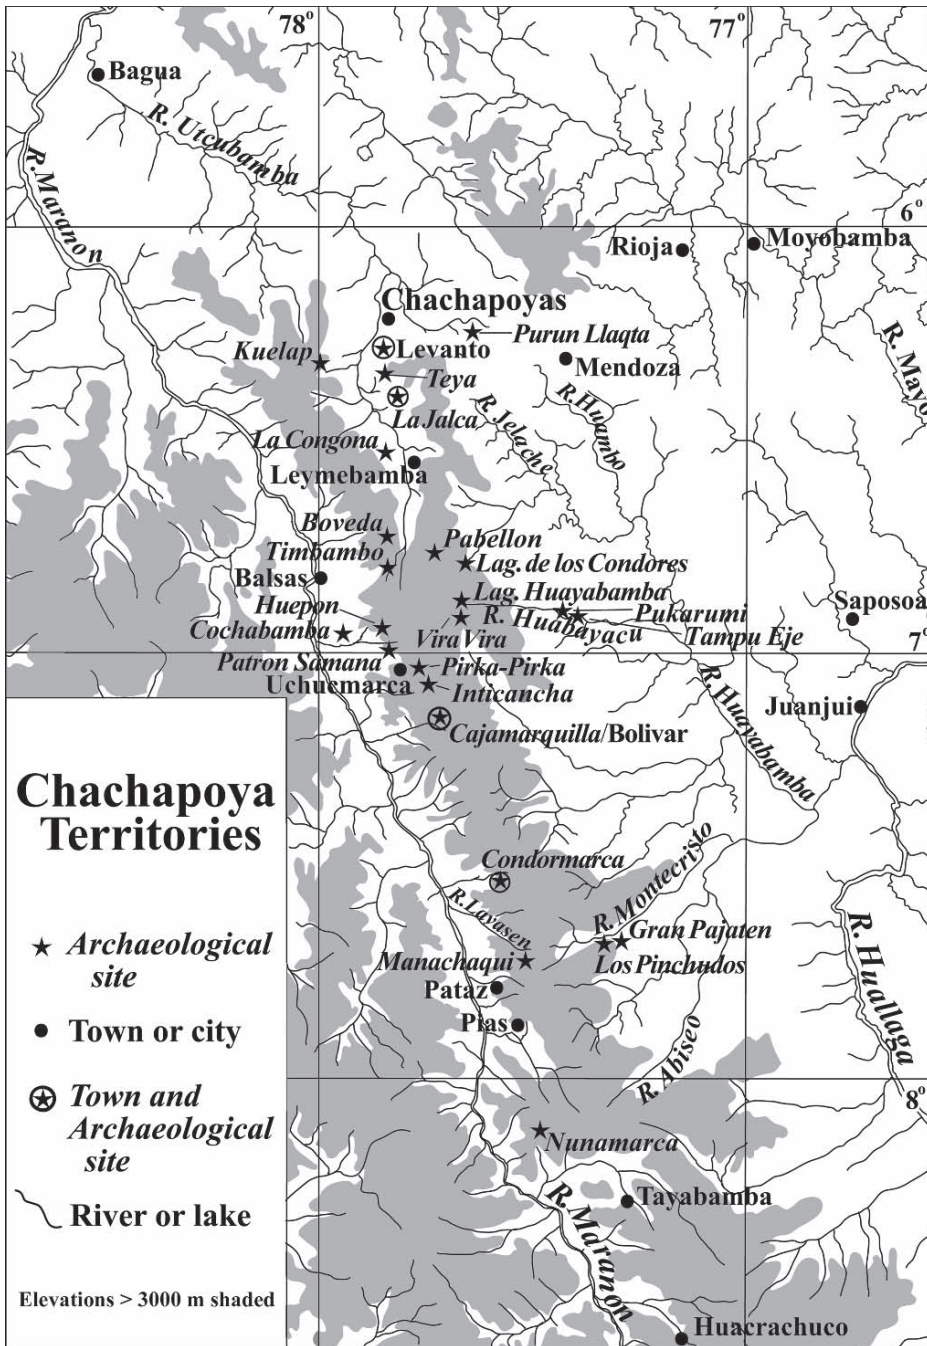 78°
77°
Bagua
R. Utcubamba
R. Maranon
6°
Rioja
Moyobamba
Chachapoyas
Purun Llaqta
Levanto
Kuelap
Mendoza
R. Mayo
Teya
La Jalca
R. Jelache
R. Huambo
La Congona
Leymebamba
Boveda
Pabellon
Timbambo
Lag. de los Condores
Balsas
Lag. Huayabamba
Huepon
R. Huabayacu
Pukarumi
Saposoa
Cochabamba
Vira Vira
Tampu Eje
7°
Patron Samana
Pirka-Pirka
Uchucmarca
Inticancha
R. Huayabamba
Juanjui
Cajamarquilla/Bolivar
Chachapoya
Territories
Condormarca
R. Montecristo
R. Lavasen
Gran Pajaten
Los Pinchudos
Manachaqui
Pataz
Pias
R. Huallaga
R. Abiseo
8°
Archaeological
site
Town or city
Town and
Archaeological
site
River or lake
Elevations > 3000 m shaded
Nunamarca
Tayabamba
R. Maranon
Huacrachuco